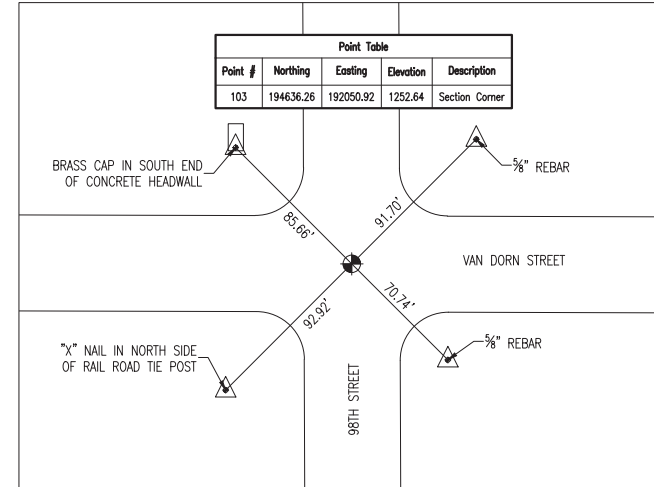 Point Table
Point # Northing Easting Elevation Description
103 194636.26 192050.92 1252.64 Section Corner
BRASS CAP IN SOUTH END
OF CONCRETE HEADWALL
⅝" REBAR
85.66'
91.70'
VAN DORN STREET
92.92'
70.74'
"X" NAIL IN NORTH SIDE
OF RAIL ROAD TIE POST
⅝" REBAR
98TH STREET